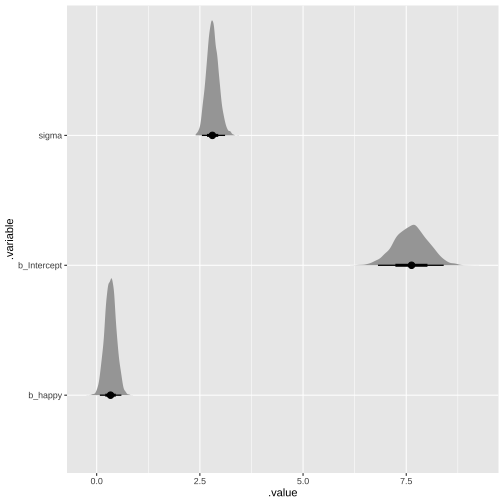 sigma
b_Intercept
b_happy
.variable
0.0 2.5 5.0 7.5
.value